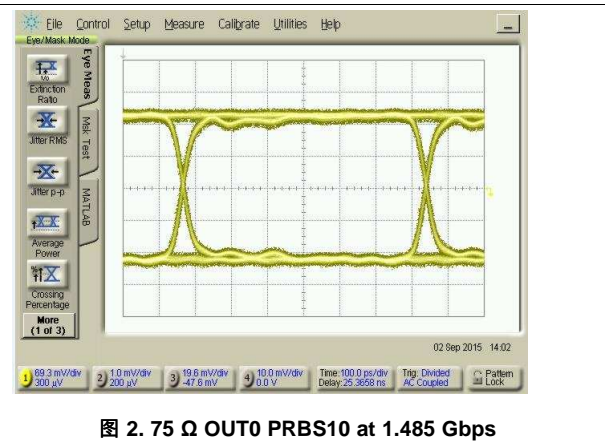 File Control Setup Measure Calibrate Utilities Help
Eye/Mask Mode
Eye Meas
Msk Test
MATLAB
Extinction
Ratio
Jitter RMS
Jitter p-p
Average
Power
Crossing
Percentage
More
(1 of 3)
02 Sep 2015 14:02
1 69.3 mV/div
300 µV
2 1.0 mV/div
200 µV
3 19.6 mV/div
-47.6 mV
4 10.0 mV/div
0.0 V
Time:100.0 ps/div
Delay:25.3658 ns
Trig: Divided
AC Coupled
Pattern
Lock
图 2. 75 Ω OUT0 PRBS10 at 1.485 Gbps